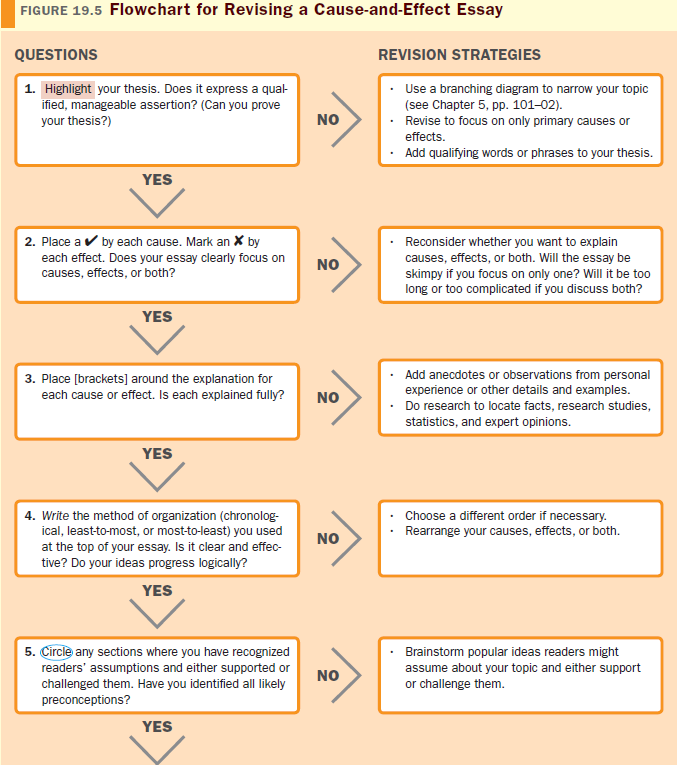 FIGURE 19.5 Flowchart for Revising a Cause-and-Effect Essay
QUESTIONS
REVISION STRATEGIES
1. Highlight your thesis. Does it express a qual-
ified, manageable assertion? (Can you prove
your thesis?)
NO
· Use a branching diagram to narrow your topic
(see Chapter 5, pp. 101–02).
· Revise to focus on only primary causes or
effects.
· Add qualifying words or phrases to your thesis.
YES
2. Place a ✔ by each cause. Mark an ✘ by
each effect. Does your essay clearly focus on
causes, effects, or both?
NO
· Reconsider whether you want to explain
causes, effects, or both. Will the essay be
skimpy if you focus on only one? Will it be too
long or too complicated if you discuss both?
YES
3. Place [brackets] around the explanation for
each cause or effect. Is each explained fully?
NO
· Add anecdotes or observations from personal
experience or other details and examples.
· Do research to locate facts, research studies,
statistics, and expert opinions.
YES
4. Write the method of organization (chronolog-
ical, least-to-most, or most-to-least) you used
at the top of your essay. Is it clear and effec-
tive? Do your ideas progress logically?
NO
· Choose a different order if necessary.
· Rearrange your causes, effects, or both.
YES
5. Circle any sections where you have recognized
readers’ assumptions and either supported or
challenged them. Have you identified all likely
preconceptions?
NO
· Brainstorm popular ideas readers might
assume about your topic and either support
or challenge them.
YES